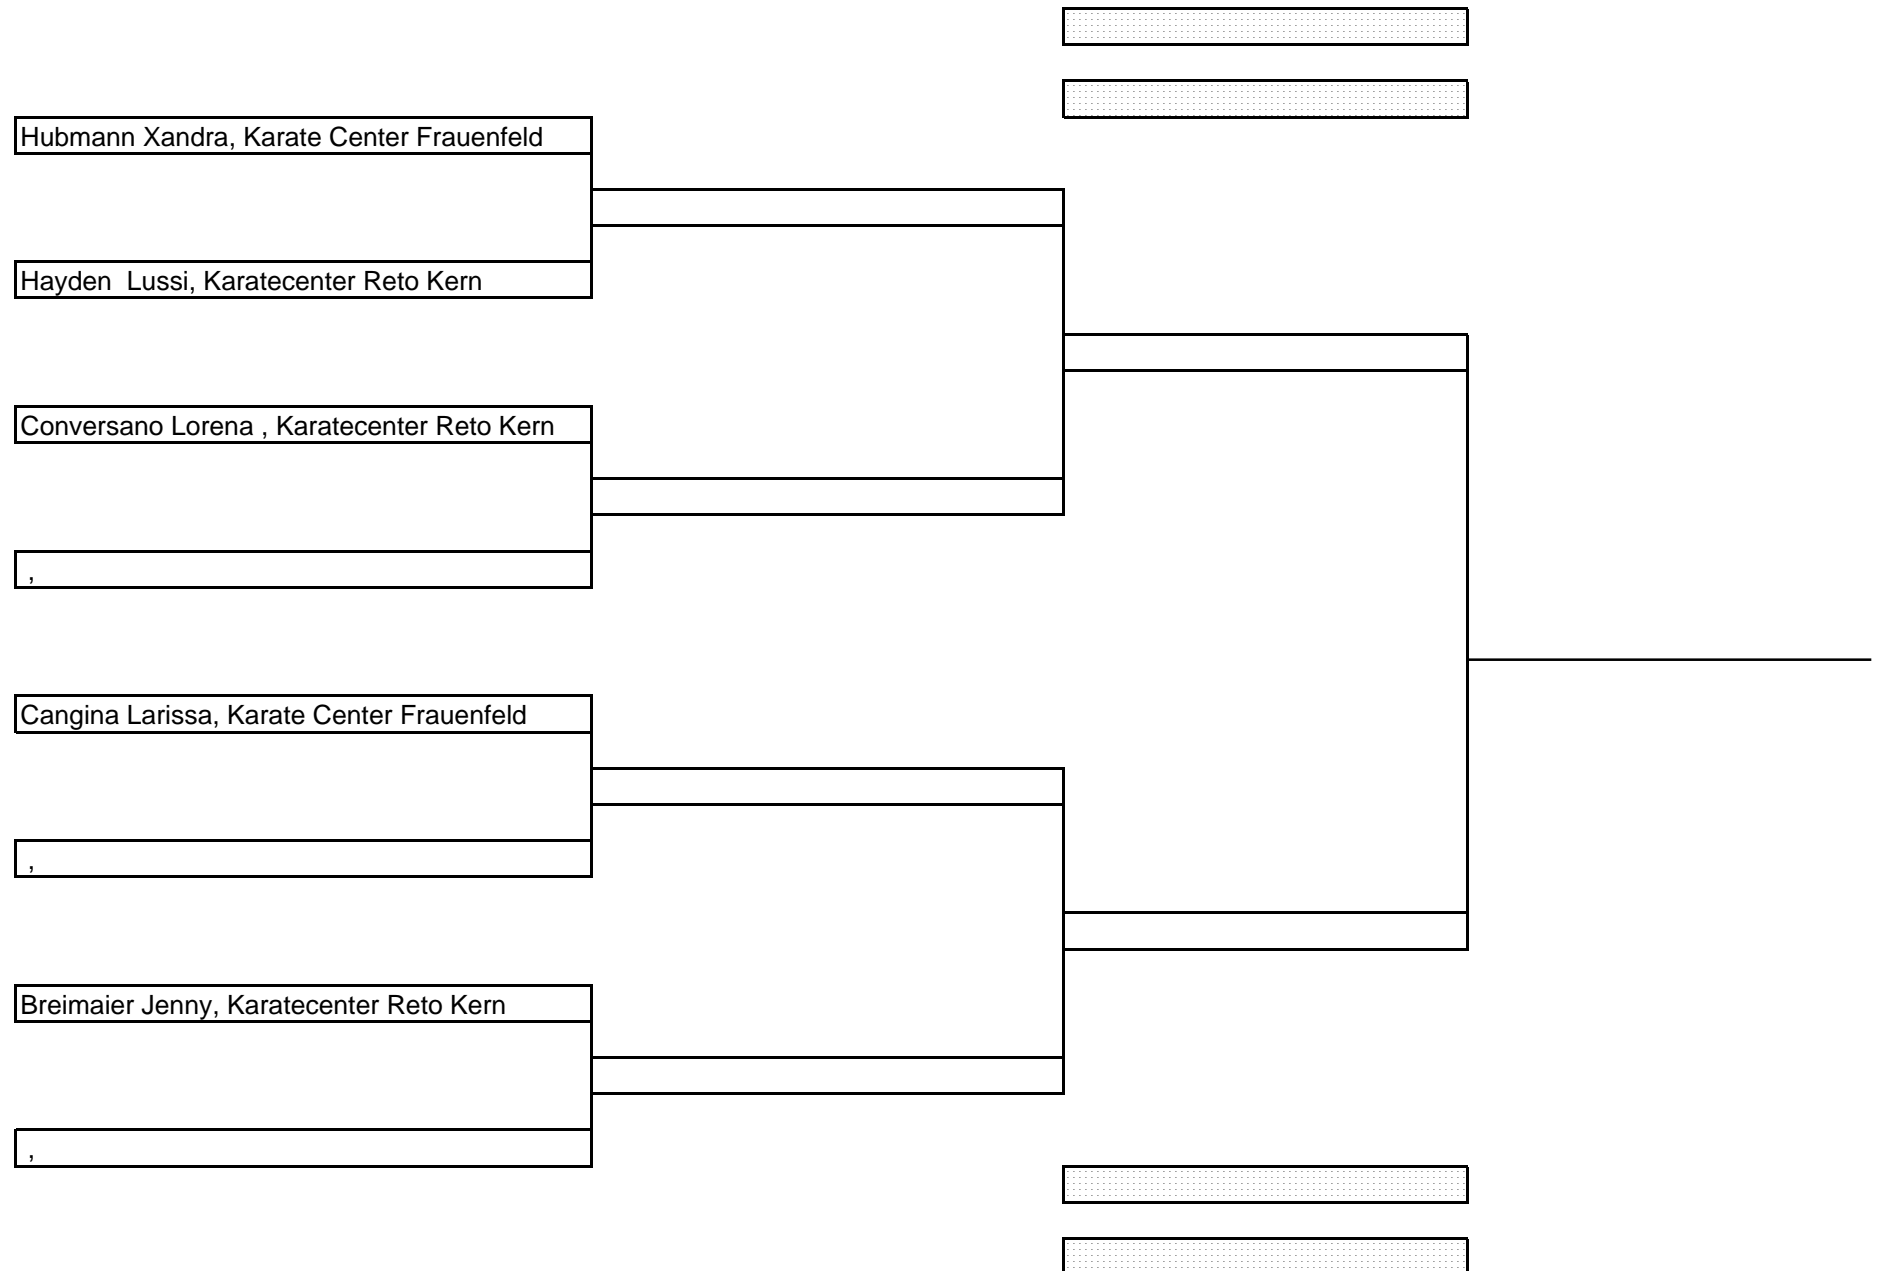 Hubmann Xandra, Karate Center Frauenfeld
Hayden  Lussi, Karatecenter Reto Kern
Conversano Lorena , Karatecenter Reto Kern
,
Cangina Larissa, Karate Center Frauenfeld
,
Breimaier Jenny, Karatecenter Reto Kern
,